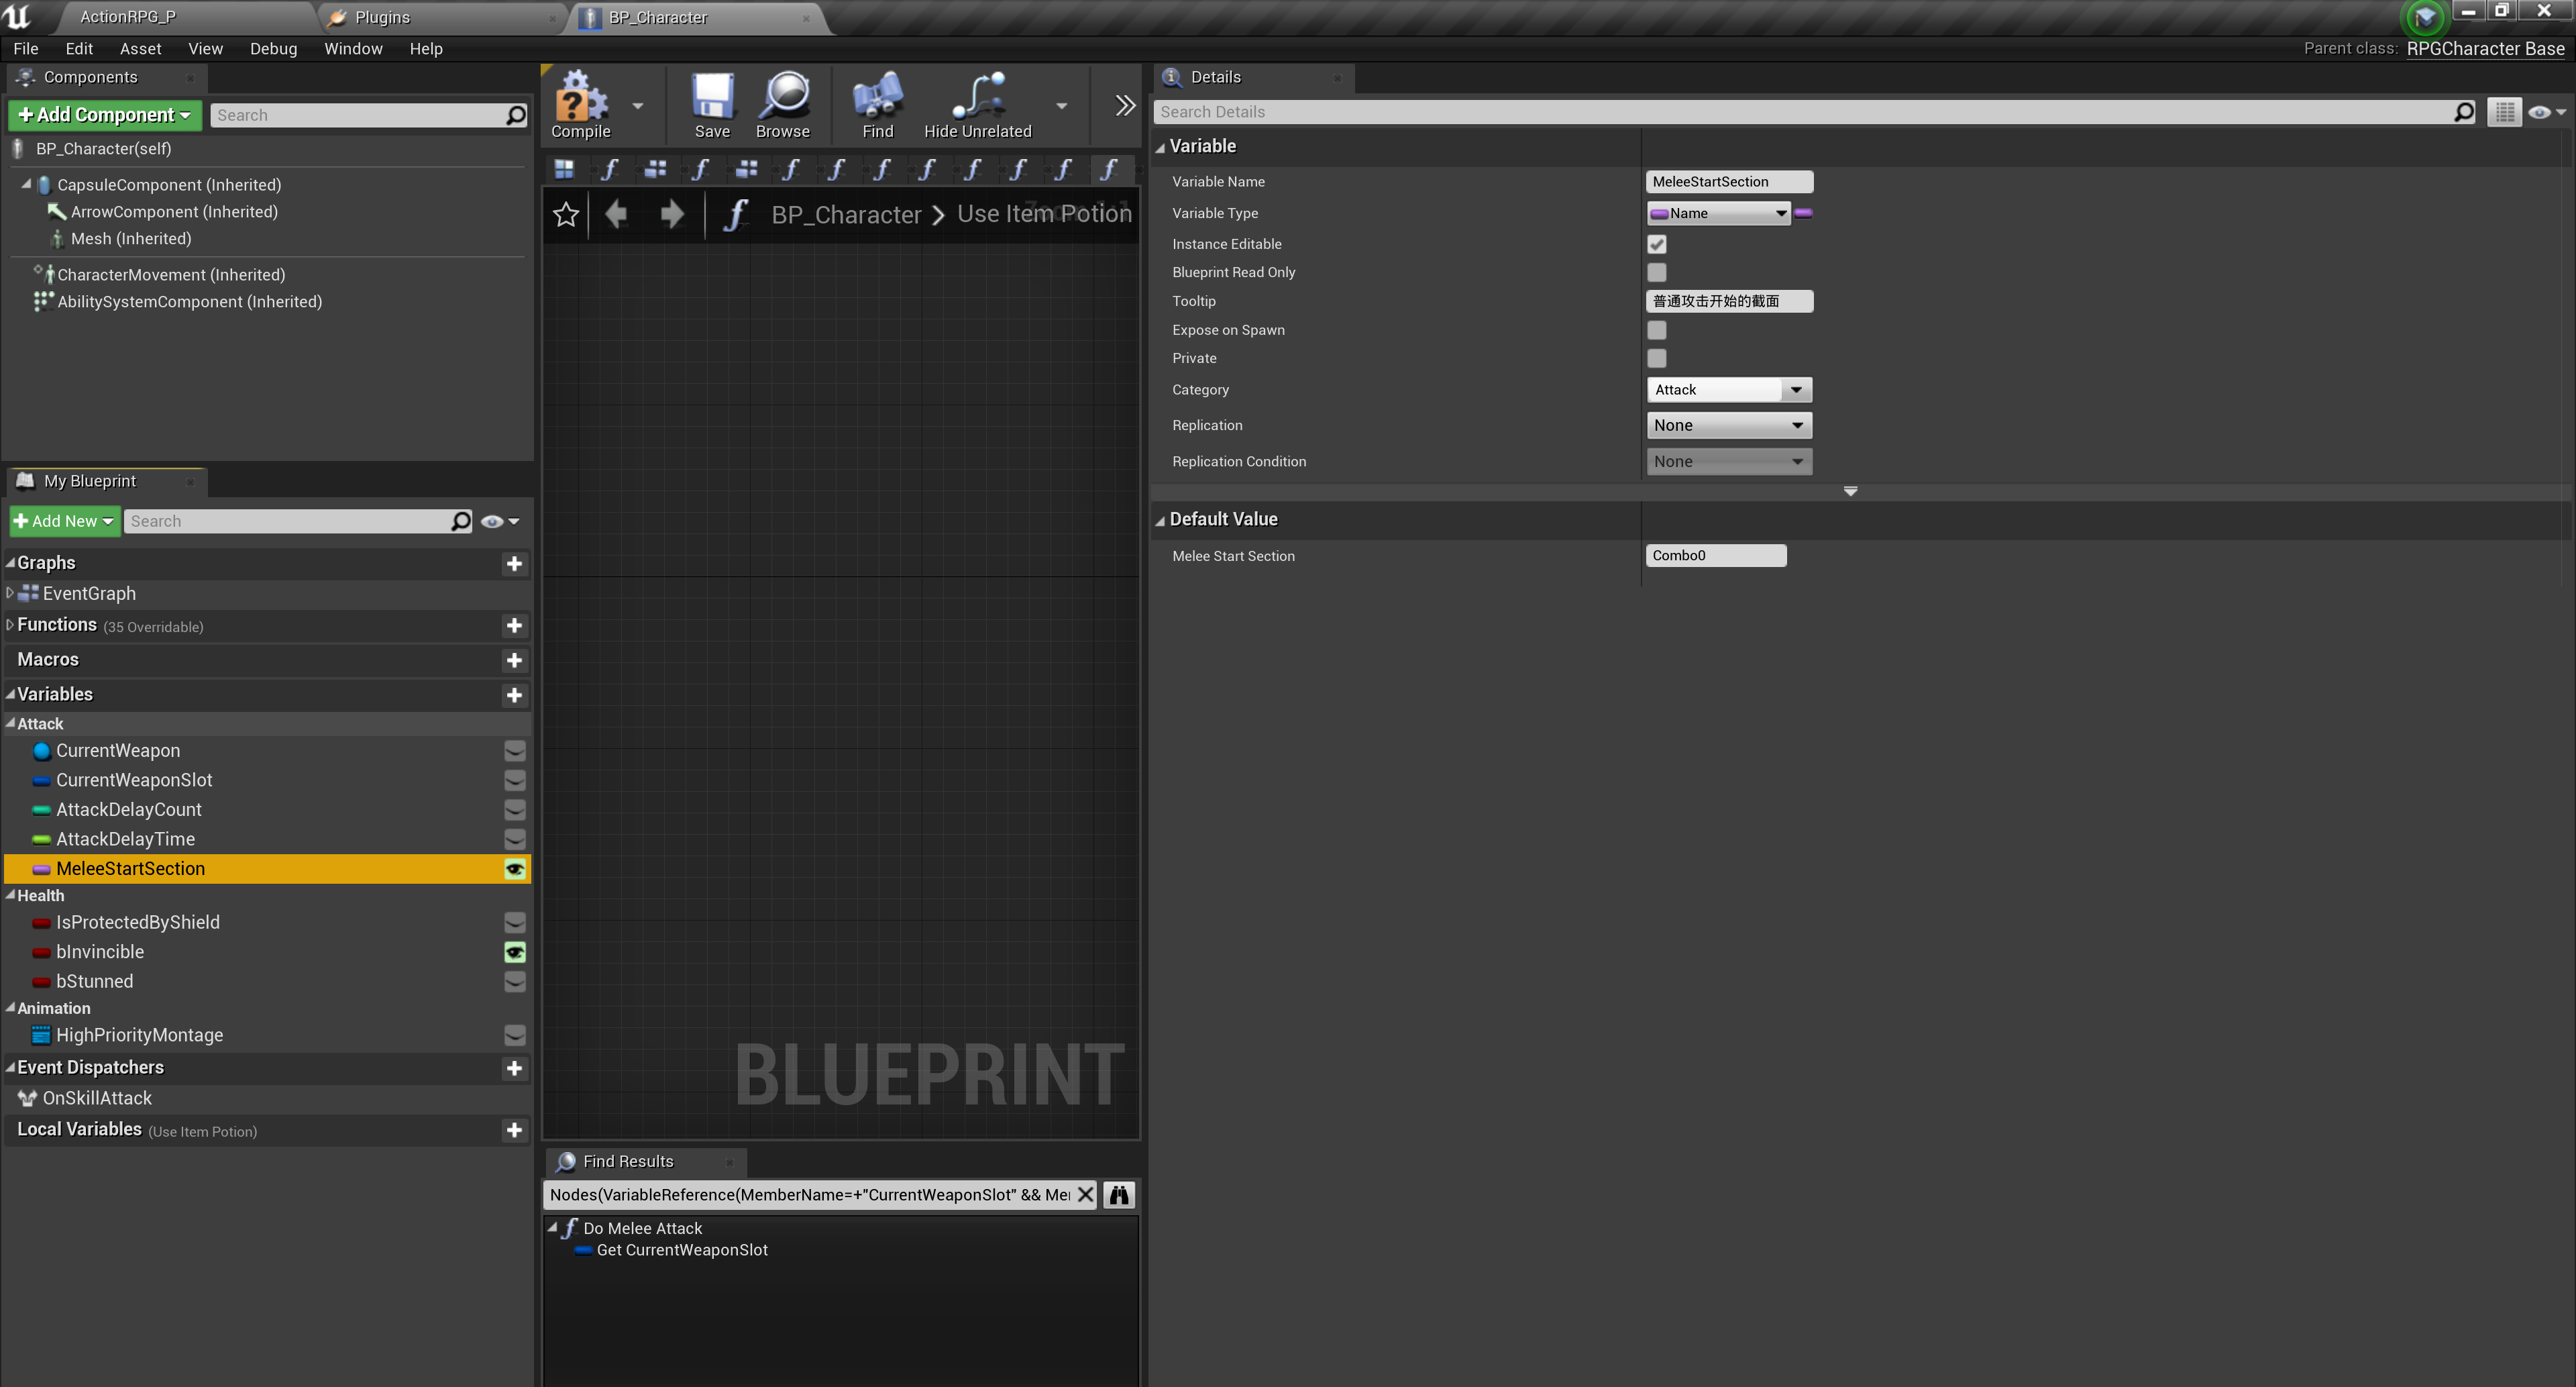 ActionRPG_P
Plugins
BP_Character
File Edit Asset View Debug Window Help
Parent class: RPGCharacter Base
Components
+ Add Component
Search
BP_Character(self)
CapsuleComponent (Inherited)
ArrowComponent (Inherited)
Mesh (Inherited)
CharacterMovement (Inherited)
AbilitySystemComponent (Inherited)
My Blueprint
+ Add New
Search
Graphs
EventGraph
Functions (35 Overridable)
Macros
Variables
Attack
CurrentWeapon
CurrentWeaponSlot
AttackDelayCount
AttackDelayTime
MeleeStartSection
Health
IsProtectedByShield
bInvincible
bStunned
Animation
HighPriorityMontage
Event Dispatchers
OnSkillAttack
Local Variables (Use Item Potion)
Compile
Save
Browse
Find
Hide Unrelated
BP_Character > Use Item Potion
BLUEPRINT
Find Results
Nodes(VariableReference(MemberName=+"CurrentWeaponSlot" &&
Do Melee Attack
Get CurrentWeaponSlot
Details
Search Details
Variable
Variable Name MeleeStartSection
Variable Type Name
Instance Editable
Blueprint Read Only
Tooltip 普通攻击开始的截面
Expose on Spawn
Private
Category Attack
Replication None
Replication Condition None
Default Value
Melee Start Section Combo0